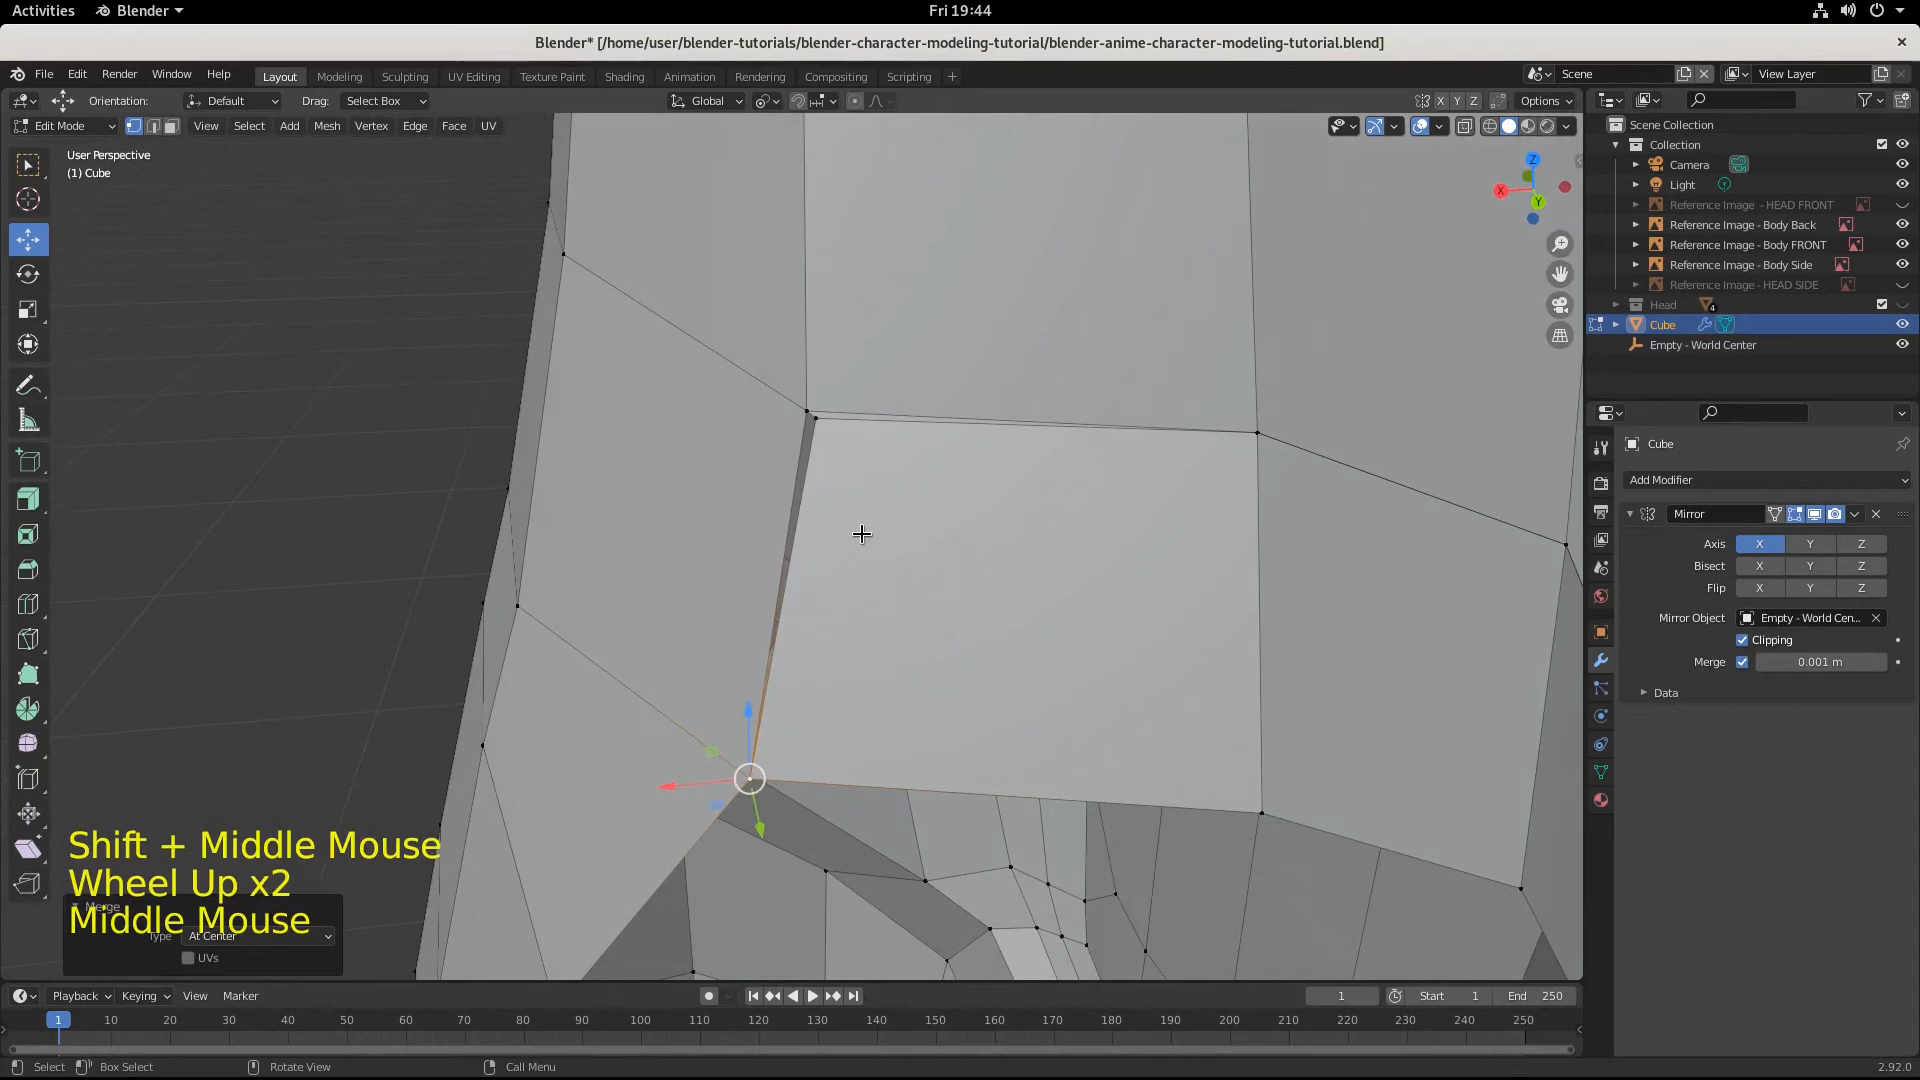 Activities Blender Fri 19:44
Blender* [/home/user/blender-tutorials/blender-character-modeling-tutorial/blender-anime-character-modeling-tutorial.blend]
File Edit Render Window Help Layout Modeling Sculpting UV Editing Texture Paint Shading Animation Rendering Compositing Scripting + Scene View Layer
Orientation: Default Drag: Select Box Global X Y Z Options
Edit Mode View Select Add Mesh Vertex Edge Face UV
User Perspective
(1) Cube
Z
X
Y
Scene Collection
Collection
Camera
Light
Reference Image - HEAD FRONT
Reference Image - Body Back
Reference Image - Body FRONT
Reference Image - Body Side
Reference Image - HEAD SIDE
Head 4
Cube
Empty - World Center
Cube
Add Modifier
Mirror
Axis X Y Z
Bisect X Y Z
Flip X Y Z
Mirror Object Empty - World Cen...
Clipping
Merge 0.001 m
Data
Shift + Middle Mouse
Wheel Up x2
Merge
Middle Mouse
Type At Center
UVs
Playback Keying View Marker 1 Start 1 End 250
1 10 20 30 40 50 60 70 80 90 100 110 120 130 140 150 160 170 180 190 200 210 220 230 240 250
Select Box Select Rotate View Call Menu 2.92.0